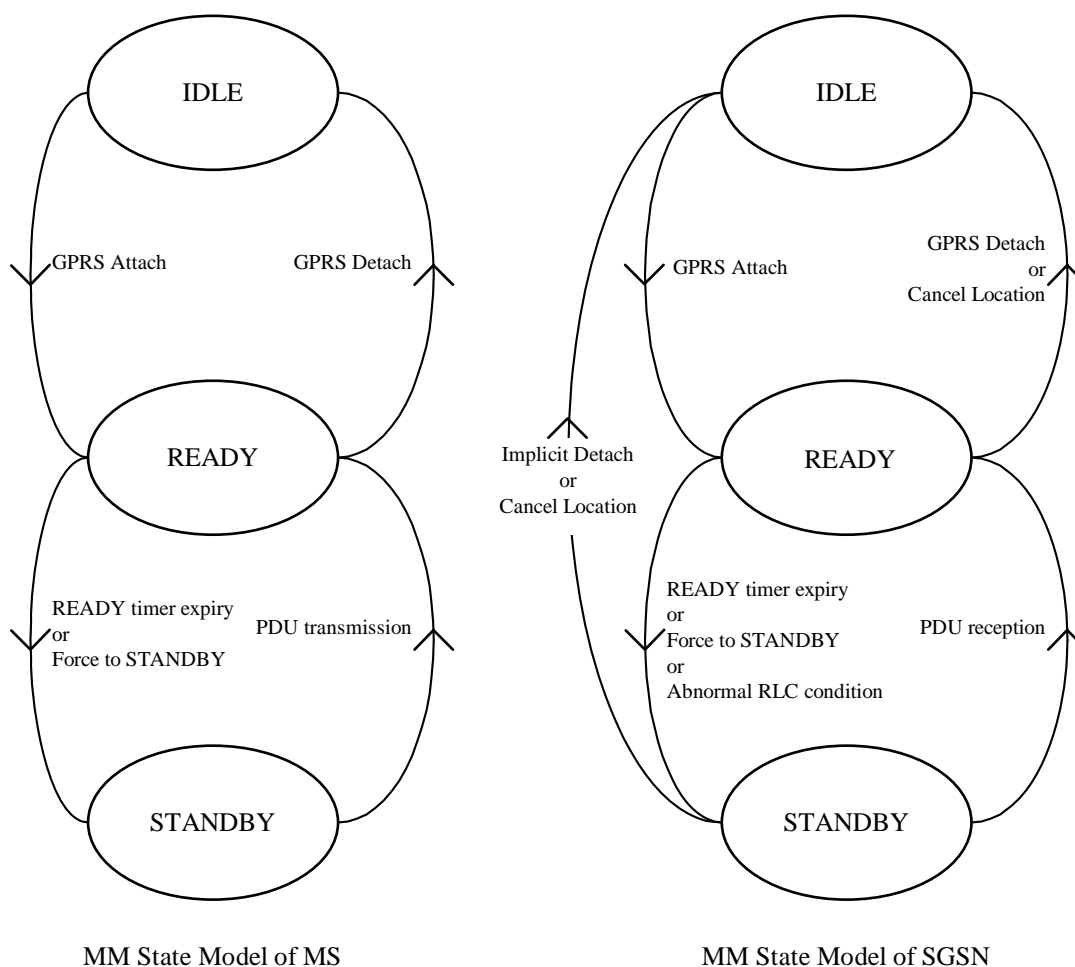 IDLE
GPRS Attach
GPRS Detach
READY
READY timer expiry
or
Force to STANDBY
PDU transmission
STANDBY
MM State Model of MS
IDLE
GPRS Attach
GPRS Detach
or
Cancel Location
Implicit Detach
or
Cancel Location
READY
READY timer expiry
or
Force to STANDBY
or
Abnormal RLC condition
PDU reception
STANDBY
MM State Model of SGSN